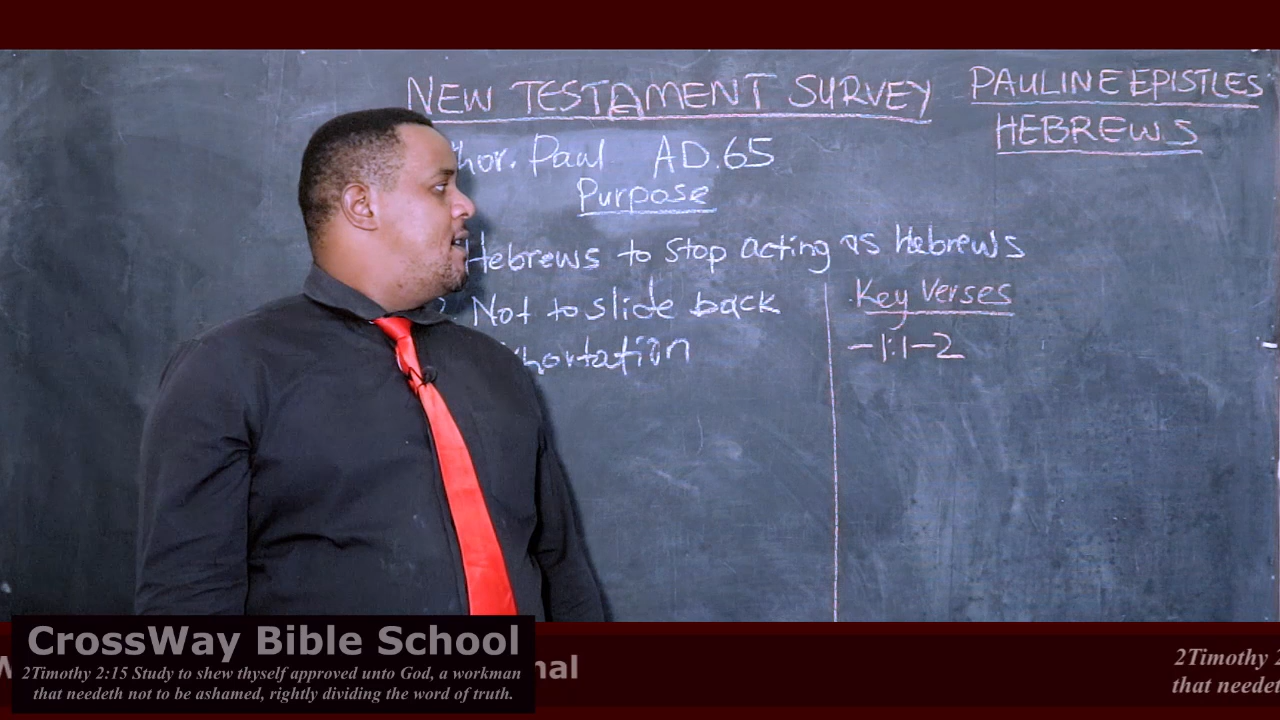 NEW TESTAMENT SURVEY
PAULINE EPISTLES
HEBREWS
hor. Paul AD.65
Purpose
Hebrews to stop acting as Hebrews
Not to slide back
Key Verses
hortation
-1:1-2
CrossWay Bible School
2Timothy 2:15 Study to shew thyself approved unto God, a workman
that needeth not to be ashamed, rightly dividing the word of truth.
nal
2Timothy 2
that needet